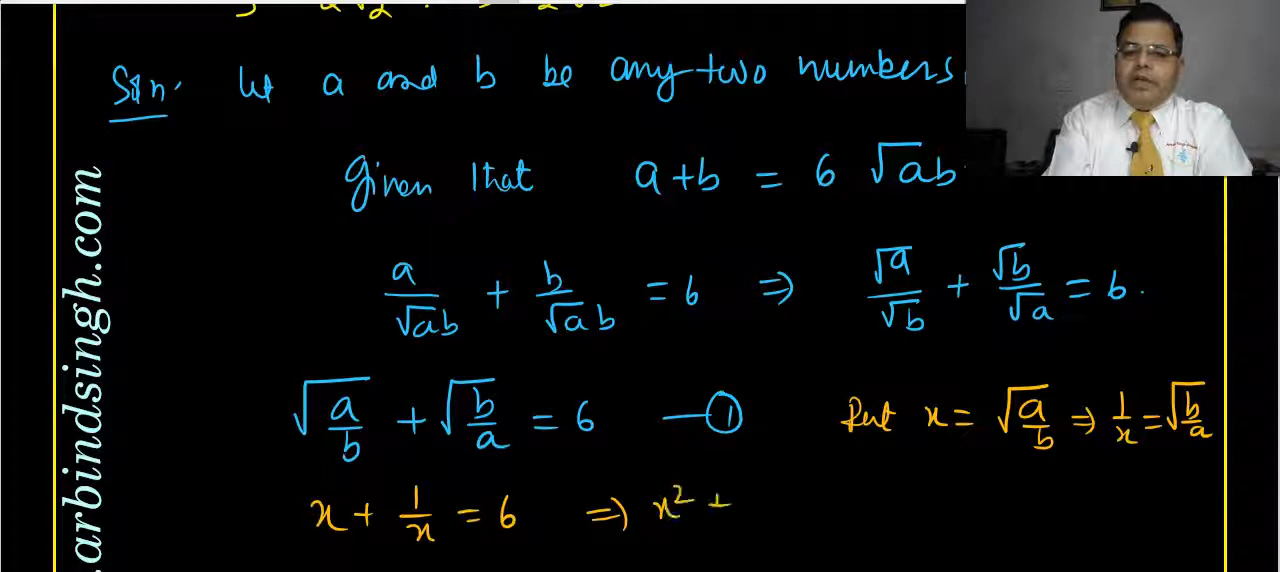 Soln. let a and b be any two numbers.
Given that a + b = 6 √ab
a/√ab + b/√ab = 6 ⇒ √a/√b + √b/√a = 6.
√(a/b) + √(b/a) = 6 —①
Put x = √(a/b) ⇒ 1/x = √(b/a)
x + 1/x = 6 ⇒ x² +
.arbindsingh.com